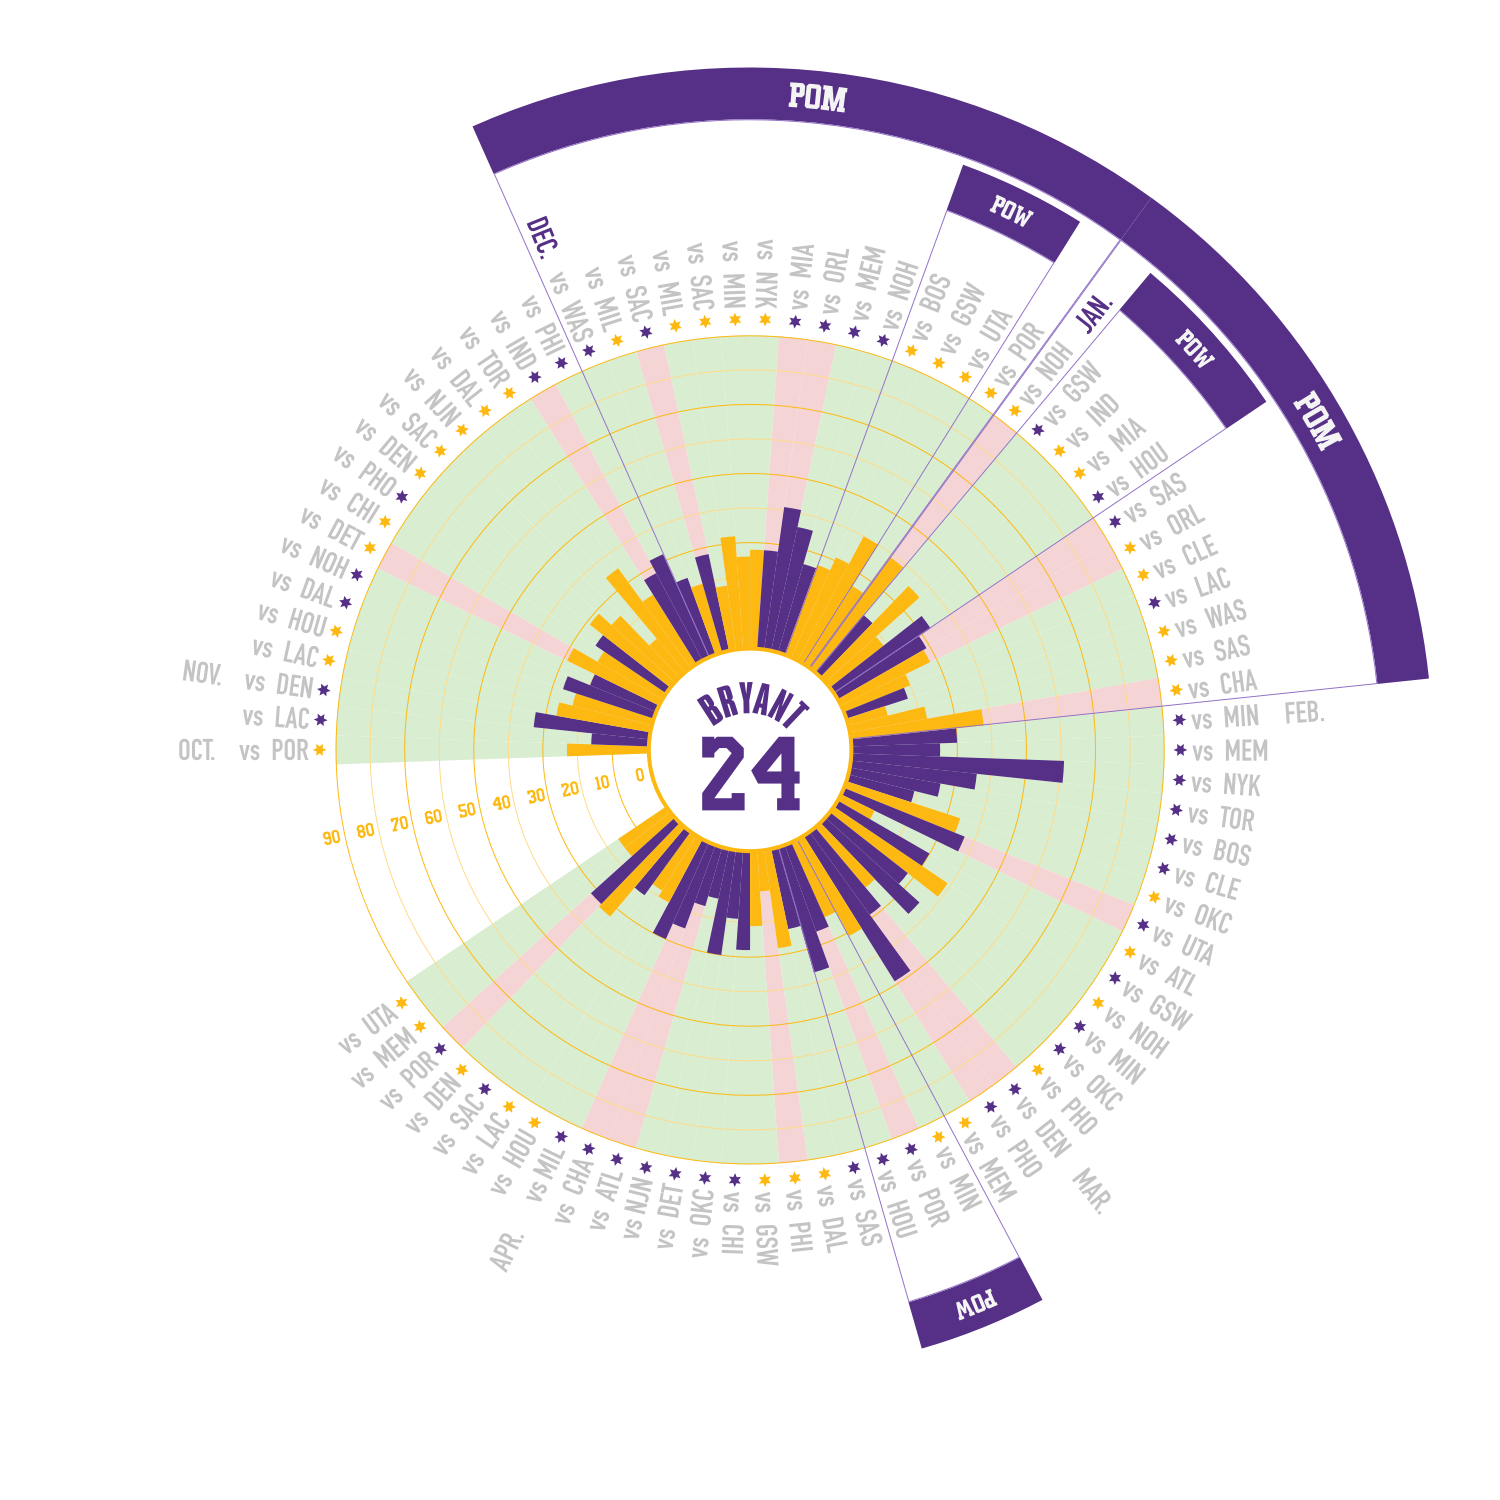 POM
POM
POW
POW
POW
BRYANT
24
0
10
20
30
40
50
60
70
80
90
OCT.
vs POR
vs LAC
NOV.
vs DEN
vs LAC
vs HOU
vs DAL
vs NOH
vs DET
vs CHI
vs PHO
vs DEN
vs SAC
vs NJN
vs DAL
vs TOR
vs IND
vs PHI
DEC.
vs WAS
vs MIL
vs SAC
vs MIL
vs SAC
vs MIN
vs NYK
vs MIA
vs ORL
vs MEM
vs NOH
vs BOS
vs GSW
vs UTA
vs POR
JAN.
vs NOH
vs GSW
vs IND
vs MIA
vs HOU
vs SAS
vs ORL
vs CLE
vs LAC
vs WAS
vs SAS
vs CHA
FEB.
vs MIN
vs MEM
vs NYK
vs TOR
vs BOS
vs CLE
vs OKC
vs UTA
vs ATL
vs GSW
vs NOH
vs MIN
vs OKC
vs PHO
vs DEN
MAR.
vs PHO
vs MEM
vs MIN
vs POR
vs HOU
vs SAS
vs DAL
vs PHI
vs GSW
vs CHI
vs OKC
vs DET
vs NJN
vs ATL
vs CHA
APR.
vs MIL
vs HOU
vs LAC
vs SAC
vs DEN
vs POR
vs MEM
vs UTA